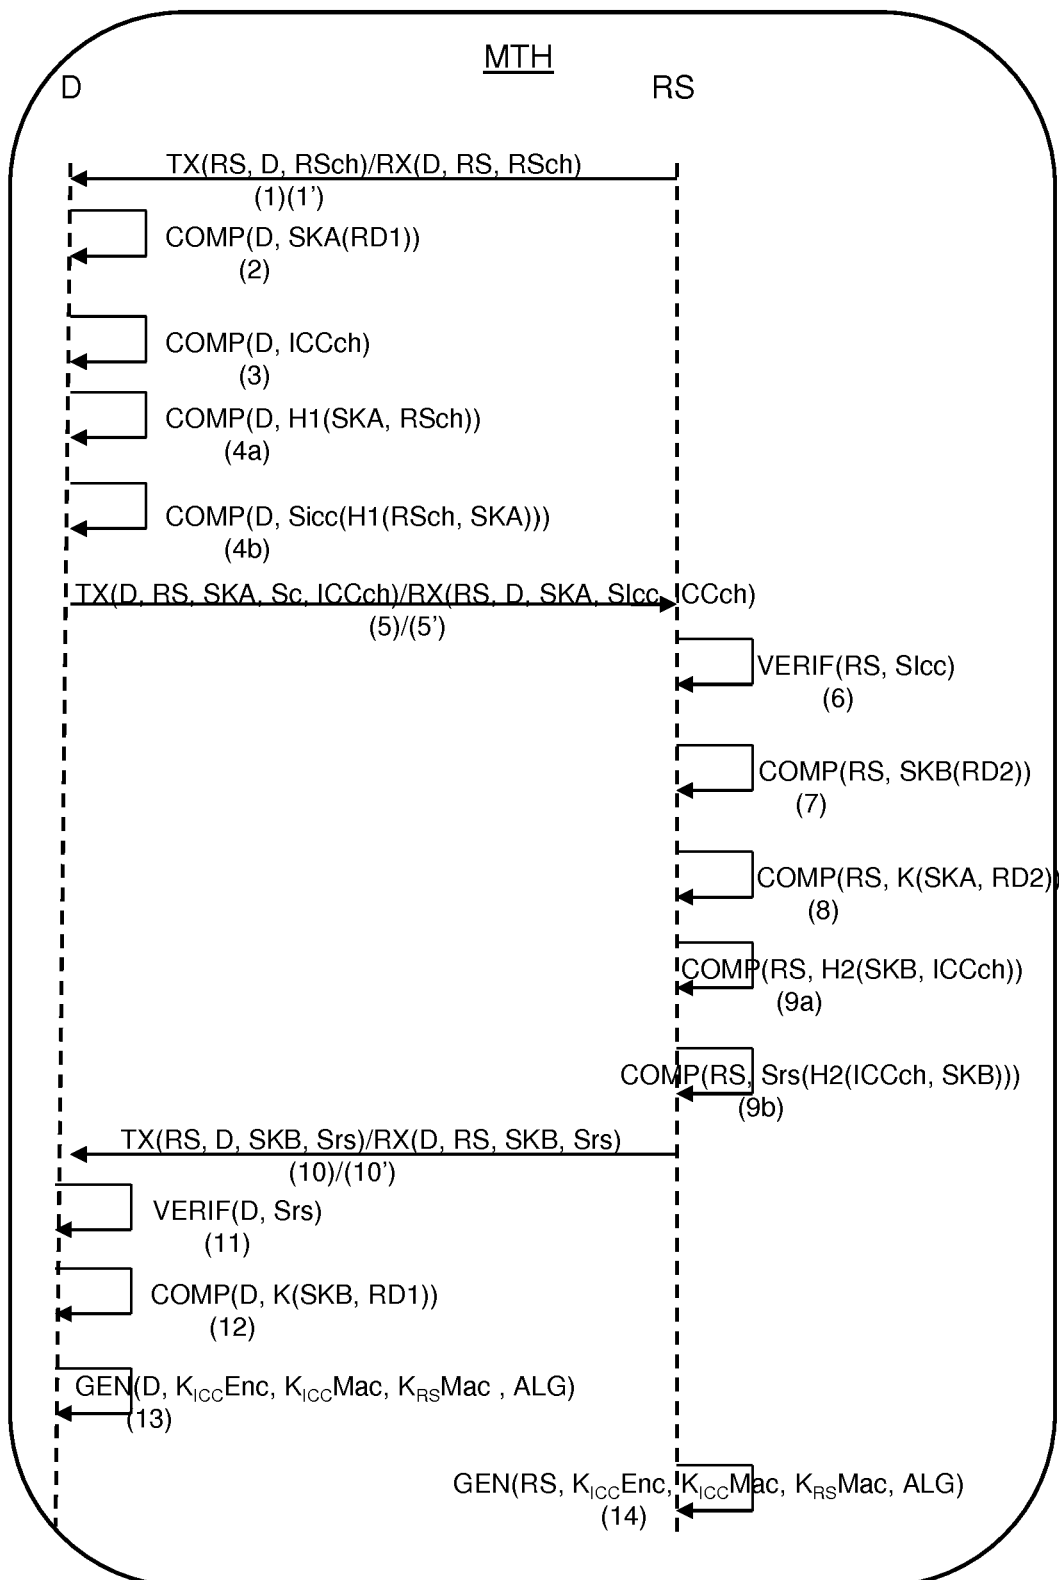 MTH
D
RS
TX(RS, D, RSch)/RX(D, RS, RSch)
(1)(1')
COMP(D, SKA(RD1))
(2)
COMP(D, ICCch)
(3)
COMP(D, H1(SKA, RSch))
(4a)
COMP(D, Sicc(H1(RSch, SKA)))
(4b)
TX(D, RS, SKA, Sc, ICCch)/RX(RS, D, SKA, SIcc, ICCch)
(5)/(5')
VERIF(RS, SIcc)
(6)
COMP(RS, SKB(RD2))
(7)
COMP(RS, K(SKA, RD2))
(8)
COMP(RS, H2(SKB, ICCch))
(9a)
COMP(RS, Srs(H2(ICCch, SKB)))
(9b)
TX(RS, D, SKB, Srs)/RX(D, RS, SKB, Srs)
(10)/(10')
VERIF(D, Srs)
(11)
COMP(D, K(SKB, RD1))
(12)
GEN(D, KICCEnc, KICCMac, KRSMac , ALG)
(13)
GEN(RS, KICCEnc, KICCMac, KRSMac, ALG)
(14)